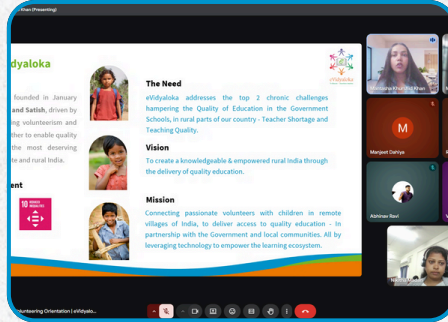 Khan (Presenting)
dyaloka
founded in January
and Satish, driven by
ng volunteerism and
ther to enable quality
the most deserving
te and rural India.
ent
10 REDUCED INEQUALITIES
The Need
eVidyaloka addresses the top 2 chronic challenges
hampering the Quality of Education in the Government
Schools, in rural parts of our country - Teacher Shortage and
Teaching Quality.
Vision
To create a knowledgeable & empowered rural India through
the delivery of quality education.
Mission
Connecting passionate volunteers with children in remote
villages of India, to deliver access to quality education - In
partnership with the Government and local communities. All by
leveraging technology to empower the learning ecosystem.
eVidyaloka
Khan
M
Manjeet Dahiya
Abhinav Ravi
olunteering Orientation | eVidyalo...